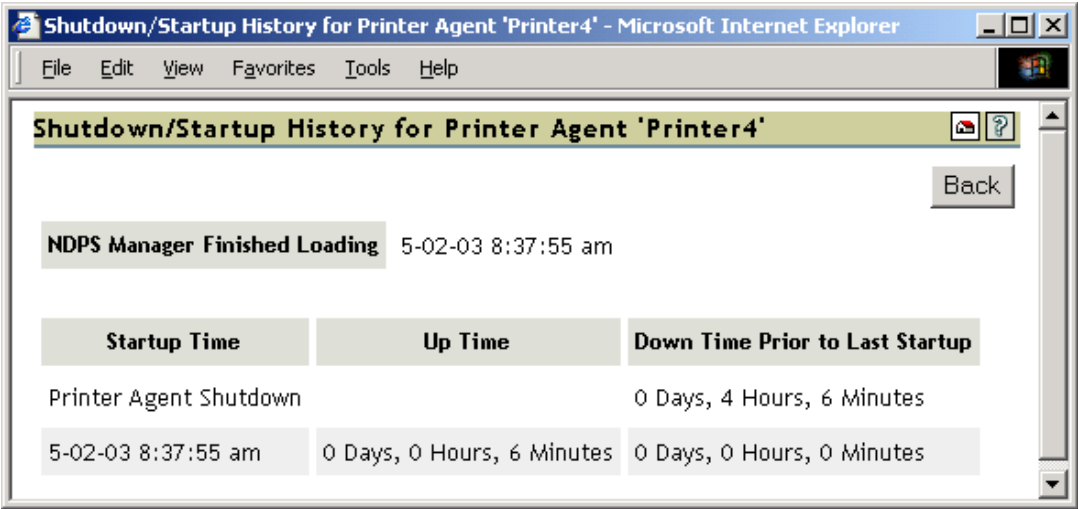 Shutdown/Startup History for Printer Agent 'Printer4' - Microsoft Internet Explorer
File Edit View Favorites Tools Help
Shutdown/Startup History for Printer Agent 'Printer4'
Back
NDPS Manager Finished Loading 5-02-03 8:37:55 am
Startup Time Up Time Down Time Prior to Last Startup
Printer Agent Shutdown 0 Days, 4 Hours, 6 Minutes
5-02-03 8:37:55 am 0 Days, 0 Hours, 6 Minutes 0 Days, 0 Hours, 0 Minutes